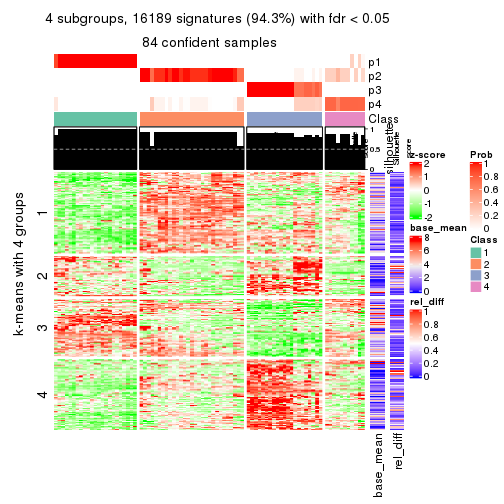 4 subgroups, 16189 signatures (94.3%) with fdr < 0.05
84 confident samples
p1
p2
p3
p4
Class
1
0.5
0
silhouette
Silhouette
score
k-means with 4 groups
1
2
3
4
base_mean
rel_diff
z-score
2
1
0
-1
-2
base_mean
8
6
4
2
0
rel_diff
1
0.8
0.6
0.4
0.2
0
Prob
1
0.8
0.6
0.4
0.2
0
Class
1
2
3
4